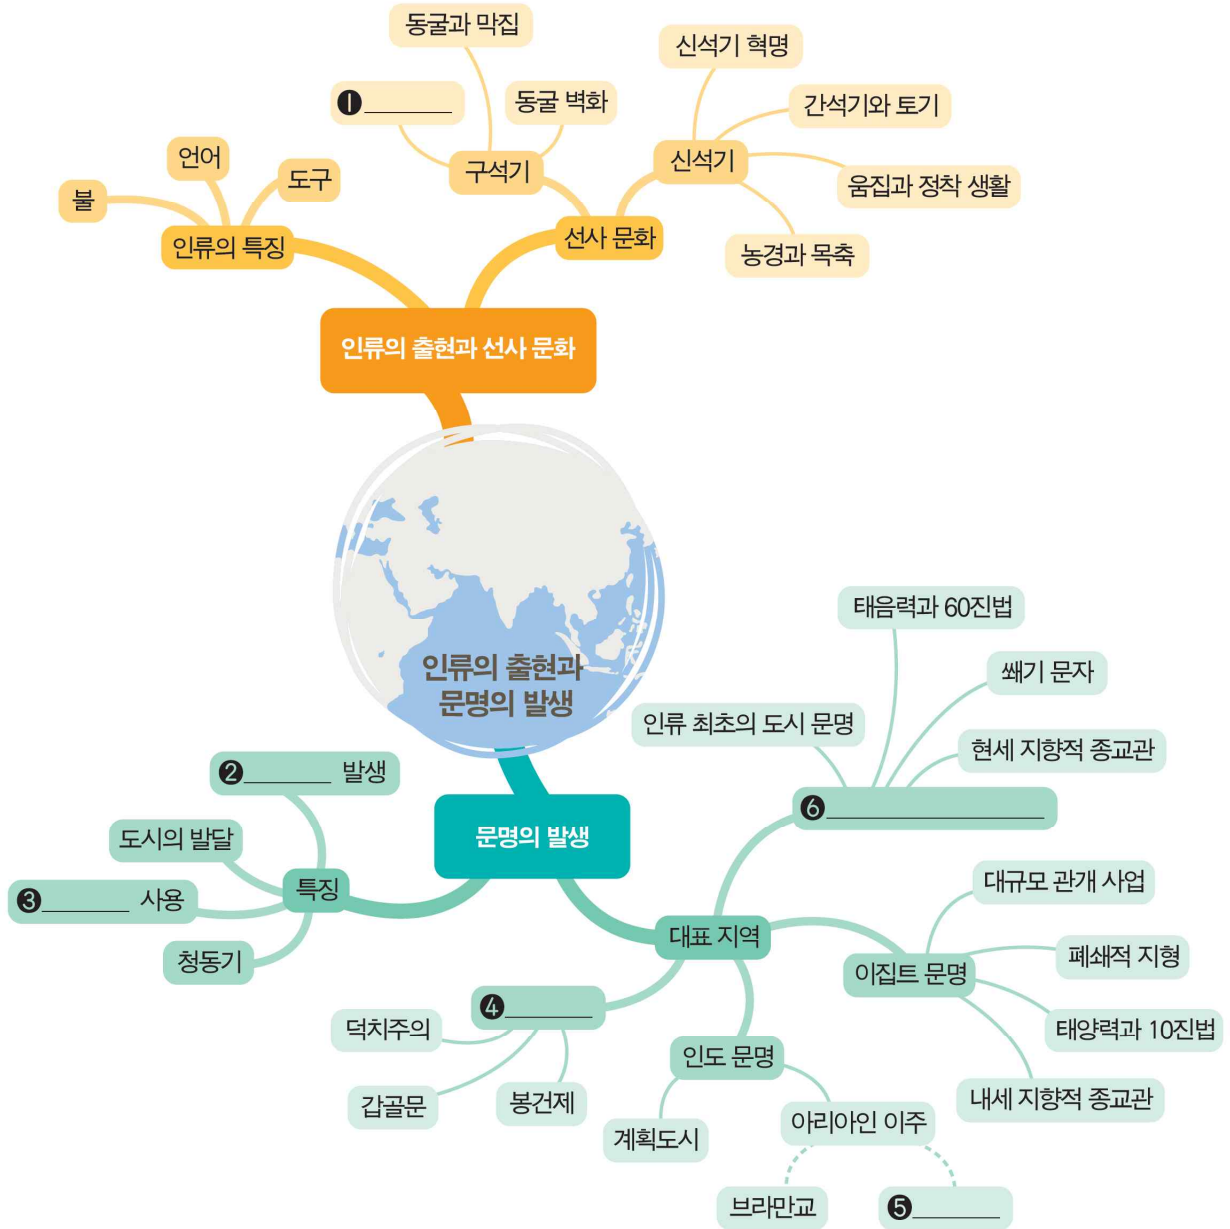 동굴과 막집
신석기 혁명
❶________
동굴 벽화
간석기와 토기
언어
구석기
신석기
불
도구
움집과 정착 생활
인류의 특징
선사 문화
농경과 목축
인류의 출현과 선사 문화
인류의 출현과
문명의 발생
태음력과 60진법
쐐기 문자
인류 최초의 도시 문명
현세 지향적 종교관
❷________ 발생
❻____________________
도시의 발달
문명의 발생
특징
대규모 관개 사업
❸________ 사용
대표 지역
폐쇄적 지형
청동기
이집트 문명
❹________
태양력과 10진법
덕치주의
인도 문명
갑골문
봉건제
내세 지향적 종교관
계획도시
아리아인 이주
브라만교
❺________